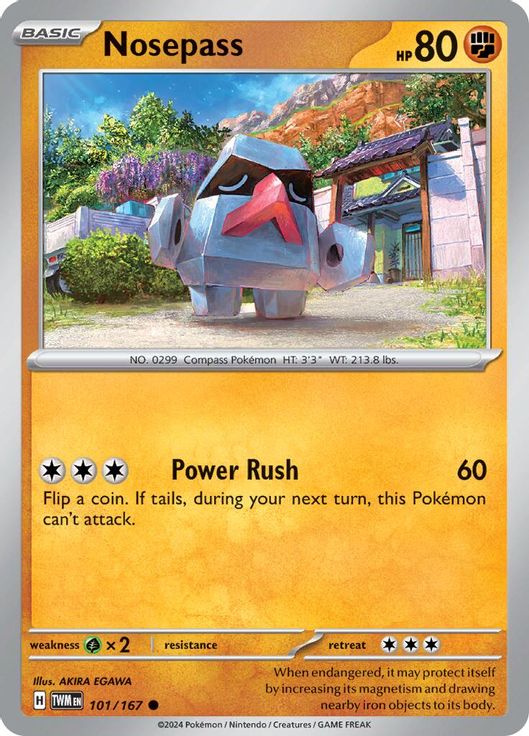 BASIC
Nosepass
HP 80
NO. 0299 Compass Pokémon HT: 3'3" WT: 213.8 lbs.
Power Rush 60
Flip a coin. If tails, during your next turn, this Pokémon
can't attack.
weakness ×2 resistance retreat
Illus. AKIRA EGAWA
H TWM EN 101/167
When endangered, it may protect itself
by increasing its magnetism and drawing
nearby iron objects to its body.
©2024 Pokémon / Nintendo / Creatures / GAME FREAK